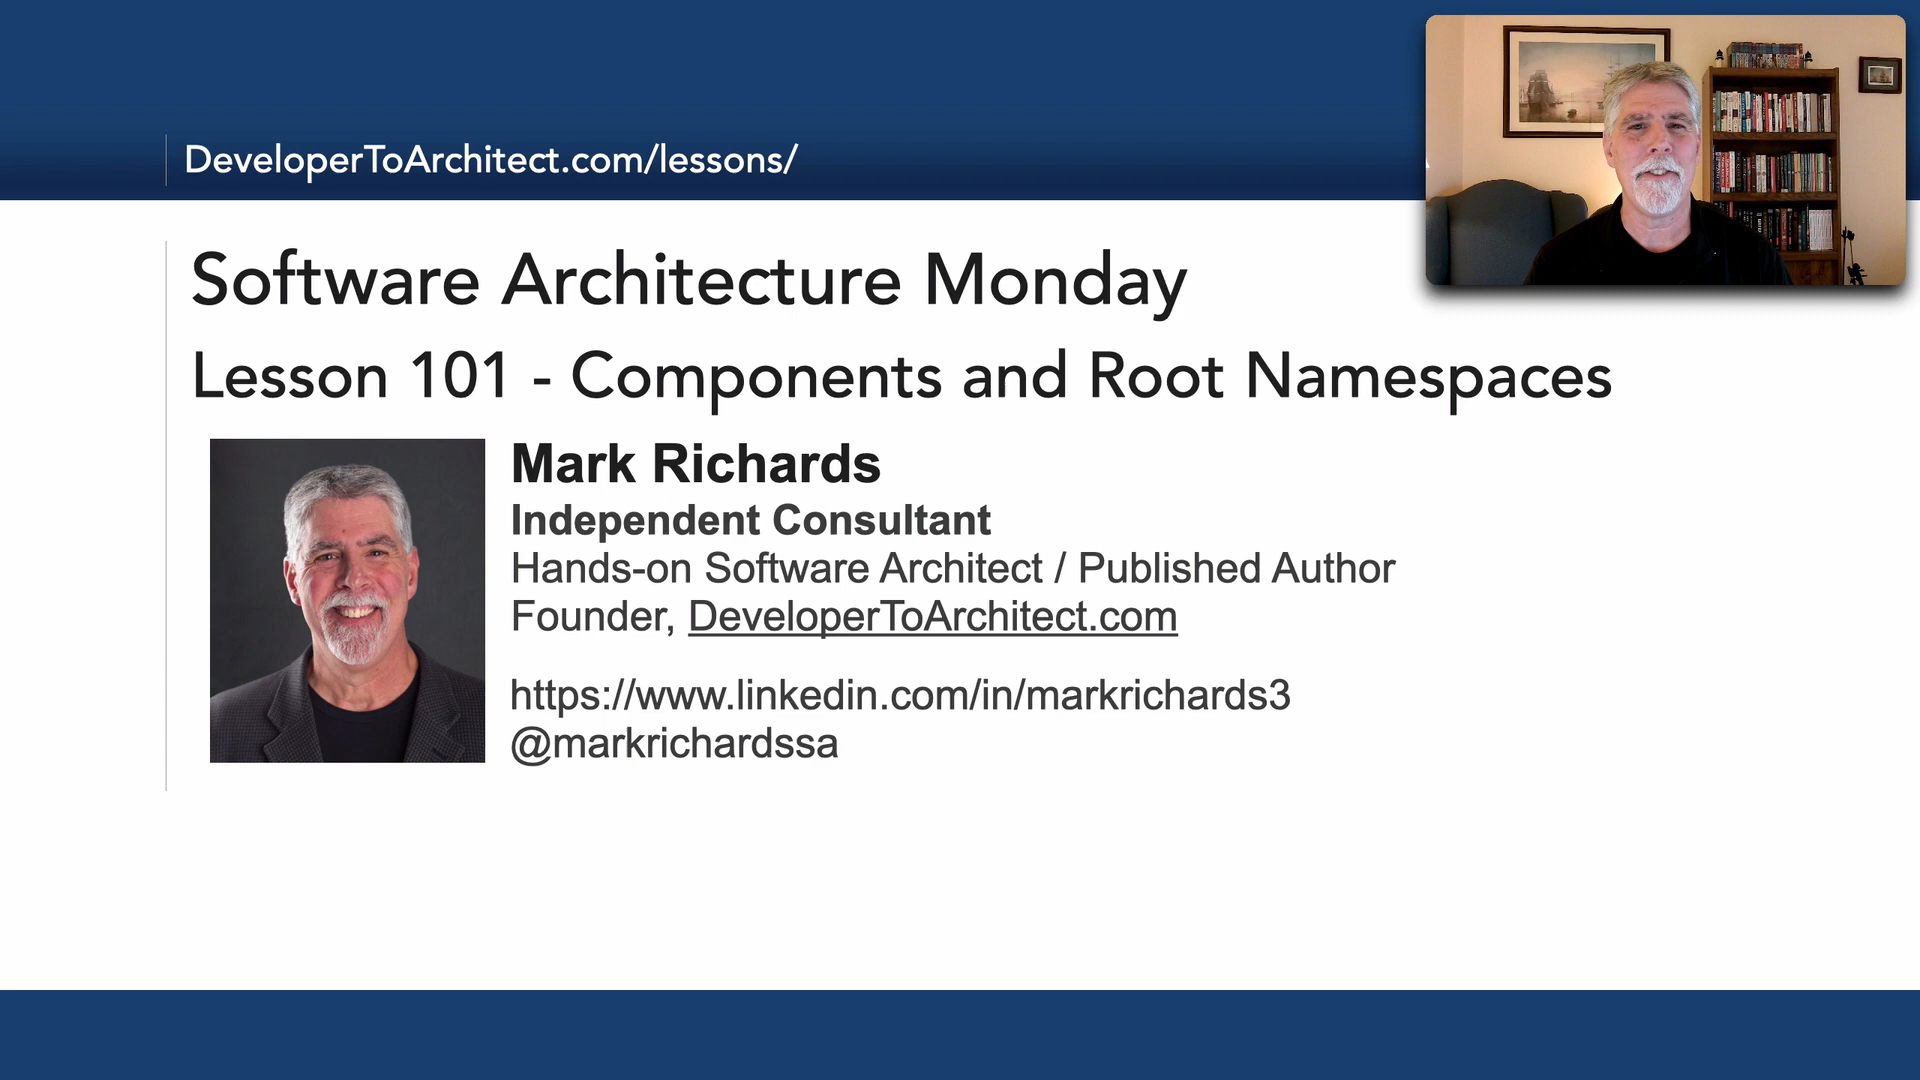 DeveloperToArchitect.com/lessons/
Software Architecture Monday
Lesson 101 - Components and Root Namespaces
Mark Richards
Independent Consultant
Hands-on Software Architect / Published Author
Founder, DeveloperToArchitect.com
https://www.linkedin.com/in/markrichards3
@markrichardssa